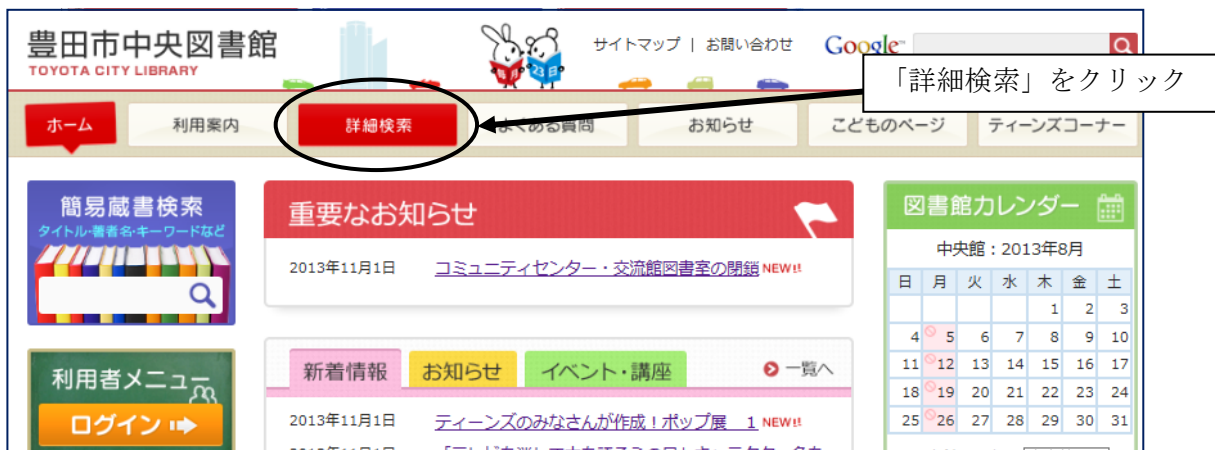 豊田市中央図書館
TOYOTA CITY LIBRARY
サイトマップ | お問い合わせ
Google
「詳細検索」をクリック
ホーム
利用案内
詳細検索
よくある質問
お知らせ
こどものページ
ティーンズコーナー
簡易蔵書検索
タイトル・著者名・キーワードなど
重要なお知らせ
2013年11月1日 コミュニティセンター・交流館図書室の閉鎖 NEW!!
利用者メニュー
ログイン
新着情報
お知らせ
イベント・講座
一覧へ
2013年11月1日 ティーンズのみなさんが作成！ポップ展 1 NEW!!
図書館カレンダー
中央館：2013年8月
日 月 火 水 木 金 土
1 2 3
4 5 6 7 8 9 10
11 12 13 14 15 16 17
18 19 20 21 22 23 24
25 26 27 28 29 30 31